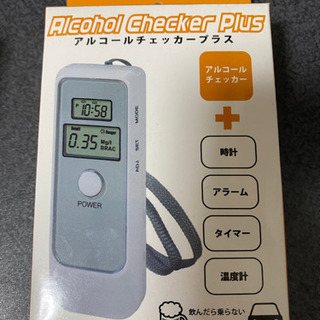 Alcohol Checker Plus
アルコールチェッカープラス
アルコール
チェッカー
P 10:58
0.35
Mg/l
BRAC
MODE
SET
ADJ
POWER
時計
アラーム
タイマー
温度計
飲んだら乗らない